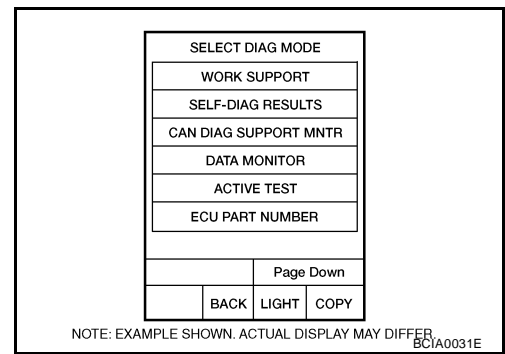 SELECT DIAG MODE
WORK SUPPORT
SELF-DIAG RESULTS
CAN DIAG SUPPORT MNTR
DATA MONITOR
ACTIVE TEST
ECU PART NUMBER
Page Down
BACK LIGHT COPY
NOTE: EXAMPLE SHOWN. ACTUAL DISPLAY MAY DIFFER.
BCIA0031E